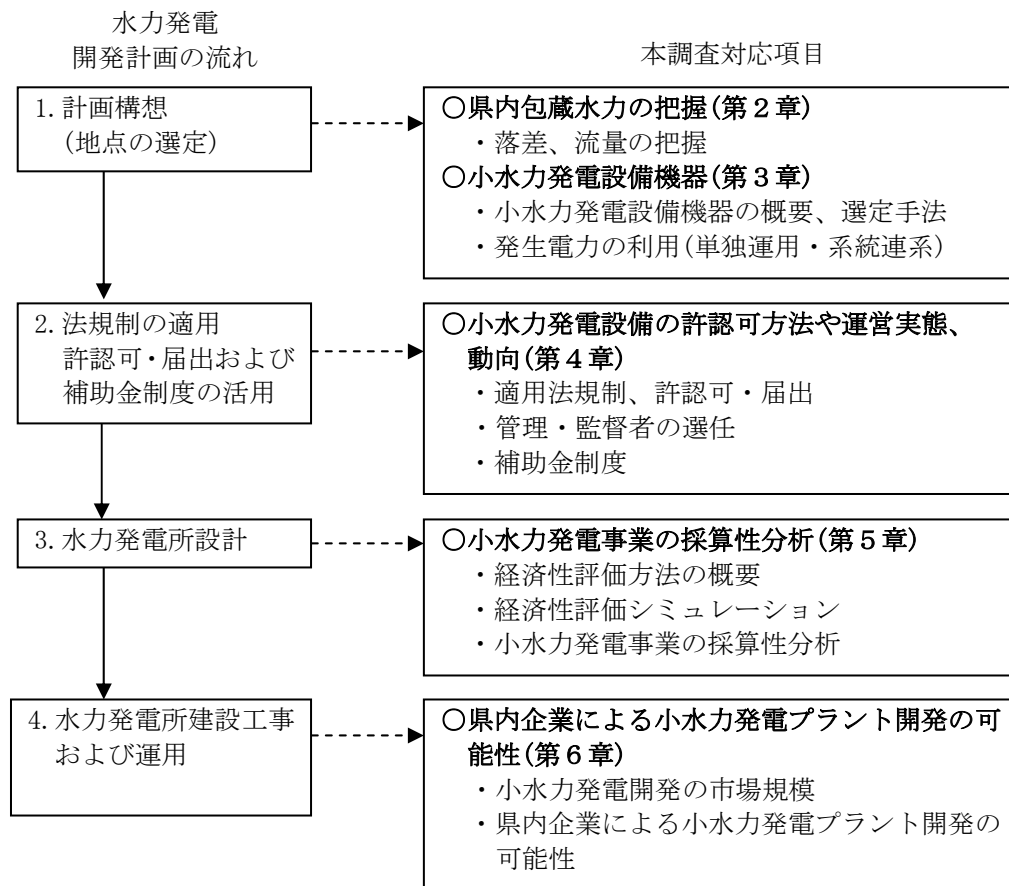 水力発電
開発計画の流れ
本調査対応項目
1.計画構想
(地点の選定)
○県内包蔵水力の把握(第２章)
・落差、流量の把握
○小水力発電設備機器(第３章)
・小水力発電設備機器の概要、選定手法
・発生電力の利用(単独運用・系統連系)
2.法規制の適用
許認可・届出および
補助金制度の活用
○小水力発電設備の許認可方法や運営実態、
動向(第４章)
・適用法規制、許認可・届出
・管理・監督者の選任
・補助金制度
3.水力発電所設計
○小水力発電事業の採算性分析(第５章)
・経済性評価方法の概要
・経済性評価シミュレーション
・小水力発電事業の採算性分析
4.水力発電所建設工事
および運用
○県内企業による小水力発電プラント開発の可
能性(第６章)
・小水力発電開発の市場規模
・県内企業による小水力発電プラント開発の
可能性